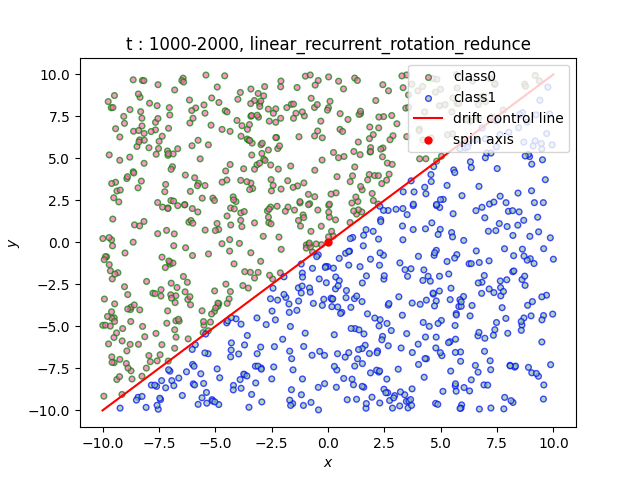 t : 1000-2000, linear_recurrent_rotation_redunce
class0
class1
drift control line
spin axis
10.0
7.5
5.0
2.5
0.0
−2.5
−5.0
−7.5
−10.0
y
−10.0 −7.5 −5.0 −2.5 0.0 2.5 5.0 7.5 10.0
x